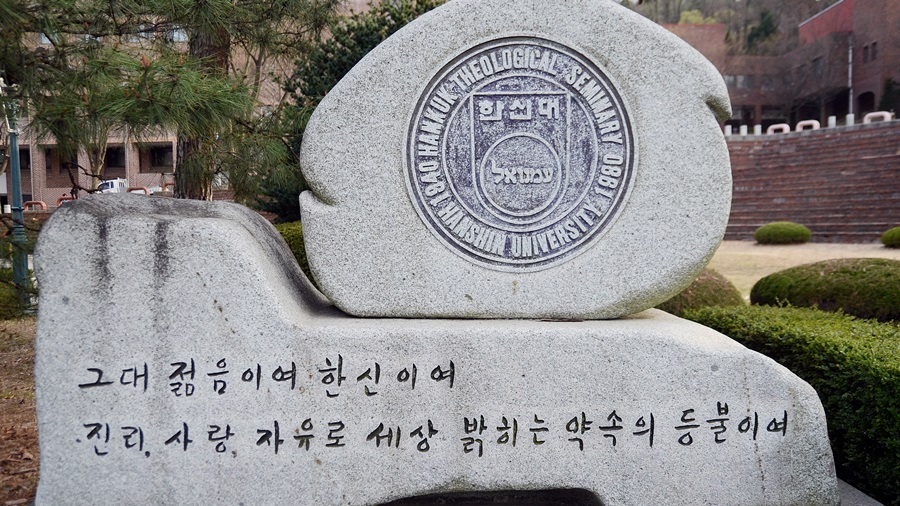 HANKUK THEOLOGICAL SEMINARY 1980
HANSHIN UNIVERSITY
한신대
עמנואל
그대 젊음이여 한신이여
진리, 사랑, 자유로 세상 밝히는 약속의 등불이여